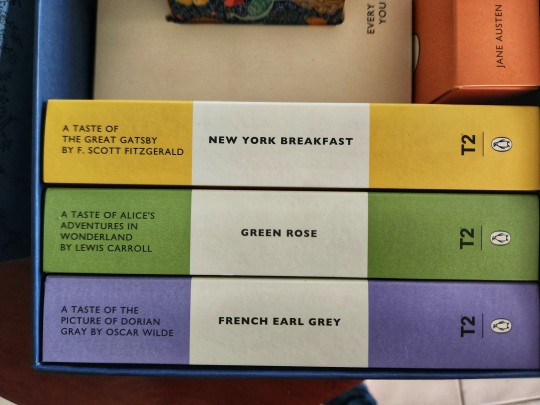 EVERY
YOU
JANE AUSTEN
A TASTE OF
THE GREAT GATSBY
BY F. SCOTT FITZGERALD
NEW YORK BREAKFAST
T2
A TASTE OF ALICE'S
ADVENTURES IN
WONDERLAND
BY LEWIS CARROLL
GREEN ROSE
T2
A TASTE OF THE
PICTURE OF DORIAN
GRAY BY OSCAR WILDE
FRENCH EARL GREY
T2